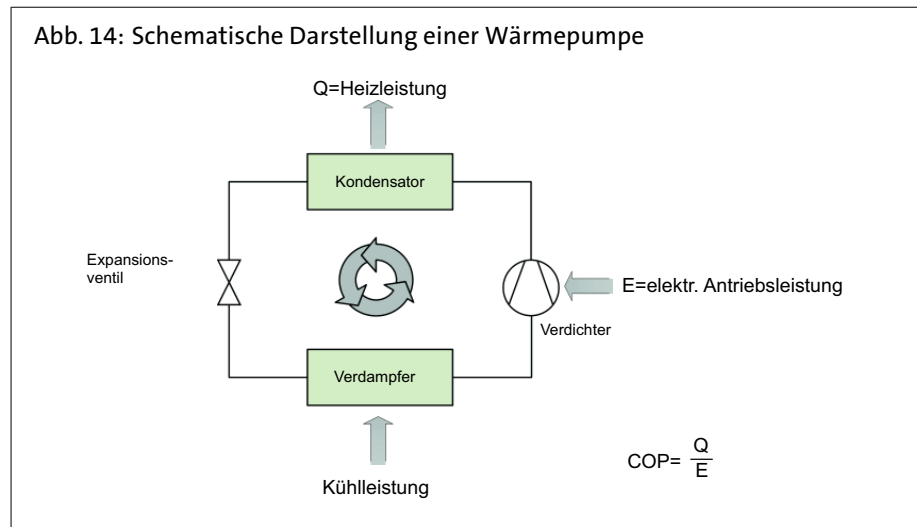 Abb. 14: Schematische Darstellung einer Wärmepumpe
Q=Heizleistung
Kondensator
Expansions-
ventil
E=elektr. Antriebsleistung
Verdichter
Verdampfer
Kühlleistung
COP= Q
E